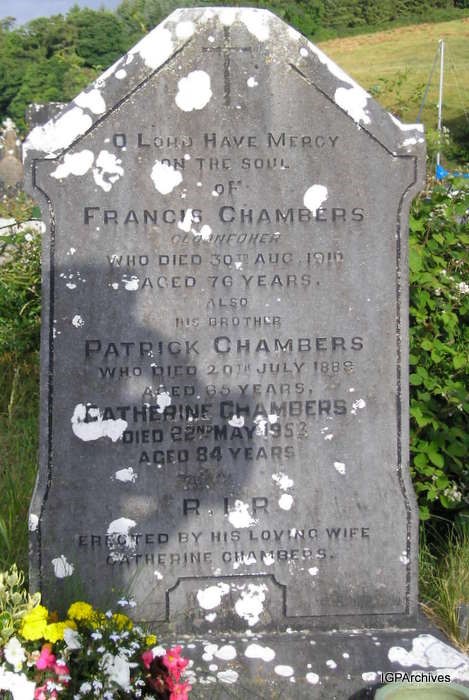 O LORD HAVE MERCY
ON THE SOUL
OF
FRANCIS CHAMBERS
WHO DIED 30TH AUG. 1910
AGED 76 YEARS.
ALSO
HIS BROTHER
PATRICK CHAMBERS
WHO DIED 20TH JULY 1889
AGED 65 YEARS,
CATHERINE CHAMBERS
DIED 22ND MAY 1953
AGED 84 YEARS
R.I.P.
ERECTED BY HIS LOVING WIFE
CATHERINE CHAMBERS.
IGPArchives